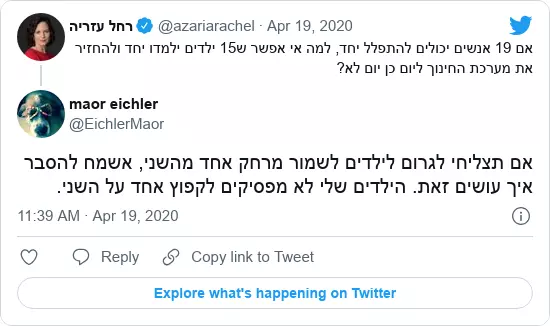 רחל עזריה @azariarachel · Apr 19, 2020
אם 19 אנשים יכולים להתפלל יחד, למה אי אפשר ש15 ילדים ילמדו יחד ולהחזיר
את מערכת החינוך ליום כן יום לא?
maor eichler
@EichlerMaor
אם תצליחי לגרום לילדים לשמור מרחק אחד מהשני, אשמח להסבר
איך עושים זאת. הילדים שלי לא מפסיקים לקפוץ אחד על השני.
11:39 AM · Apr 19, 2020
Reply
Copy link to Tweet
Explore what's happening on Twitter